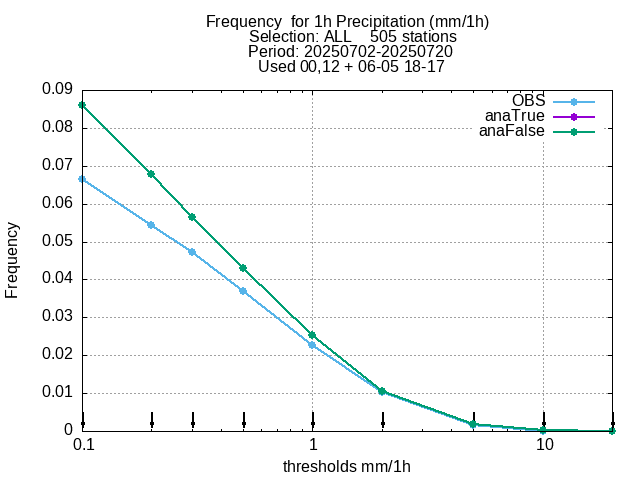 Frequency  for 1h Precipitation (mm/1h)
Selection: ALL    505 stations
Period: 20250702-20250720
Used 00,12 + 06-05 18-17
OBS
anaTrue
anaFalse
0.09
0.08
0.07
0.06
0.05
0.04
0.03
0.02
0.01
0
Frequency
0.1
1
10
thresholds mm/1h